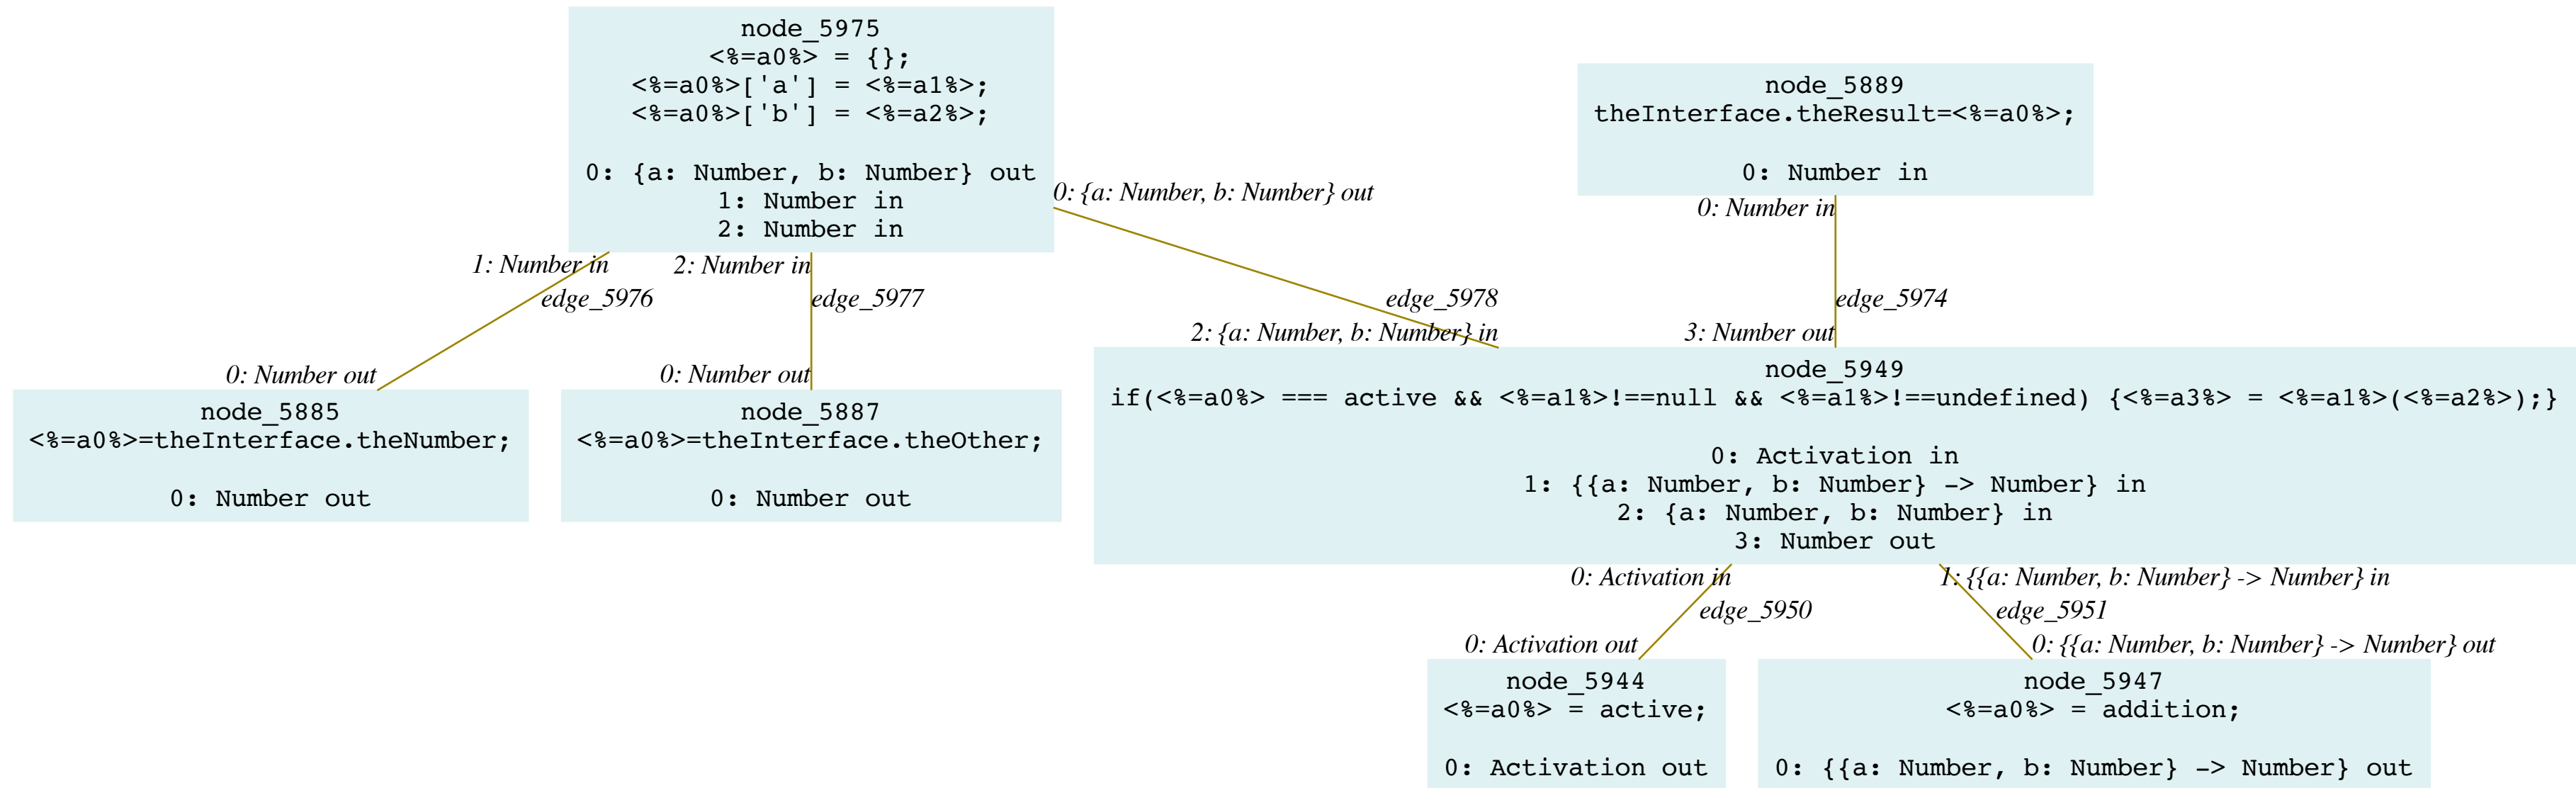 node_5975
<%=a0%> = {};
<%=a0%>['a'] = <%=a1%>;
<%=a0%>['b'] = <%=a2%>;
0: {a: Number, b: Number} out
1: Number in
2: Number in
node_5889
theInterface.theResult=<%=a0%>;
0: Number in
0: {a: Number, b: Number} out
0: Number in
1: Number in
2: Number in
edge_5976
edge_5977
edge_5978
edge_5974
2: {a: Number, b: Number} in
3: Number out
0: Number out
0: Number out
node_5885
<%=a0%>=theInterface.theNumber;
0: Number out
node_5887
<%=a0%>=theInterface.theOther;
0: Number out
node_5949
if(<%=a0%> === active && <%=a1%>!==null && <%=a1%>!==undefined) {<%=a3%> = <%=a1%>(<%=a2%>);}
0: Activation in
1: {{a: Number, b: Number} -> Number} in
2: {a: Number, b: Number} in
3: Number out
0: Activation in
1: {{a: Number, b: Number} -> Number} in
edge_5950
edge_5951
0: Activation out
0: {{a: Number, b: Number} -> Number} out
node_5944
<%=a0%> = active;
0: Activation out
node_5947
<%=a0%> = addition;
0: {{a: Number, b: Number} -> Number} out